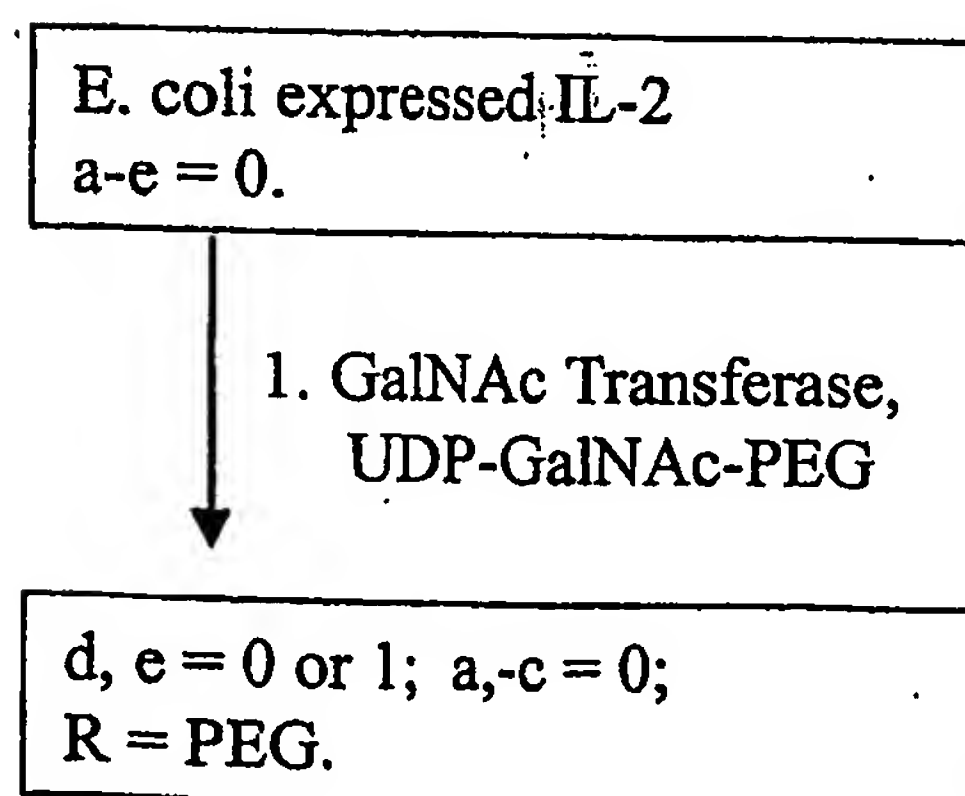 E. coli expressed IL-2
a-e = 0.
1. GalNAc Transferase,
UDP-GalNAc-PEG
d, e = 0 or 1; a,-c = 0;
R = PEG.